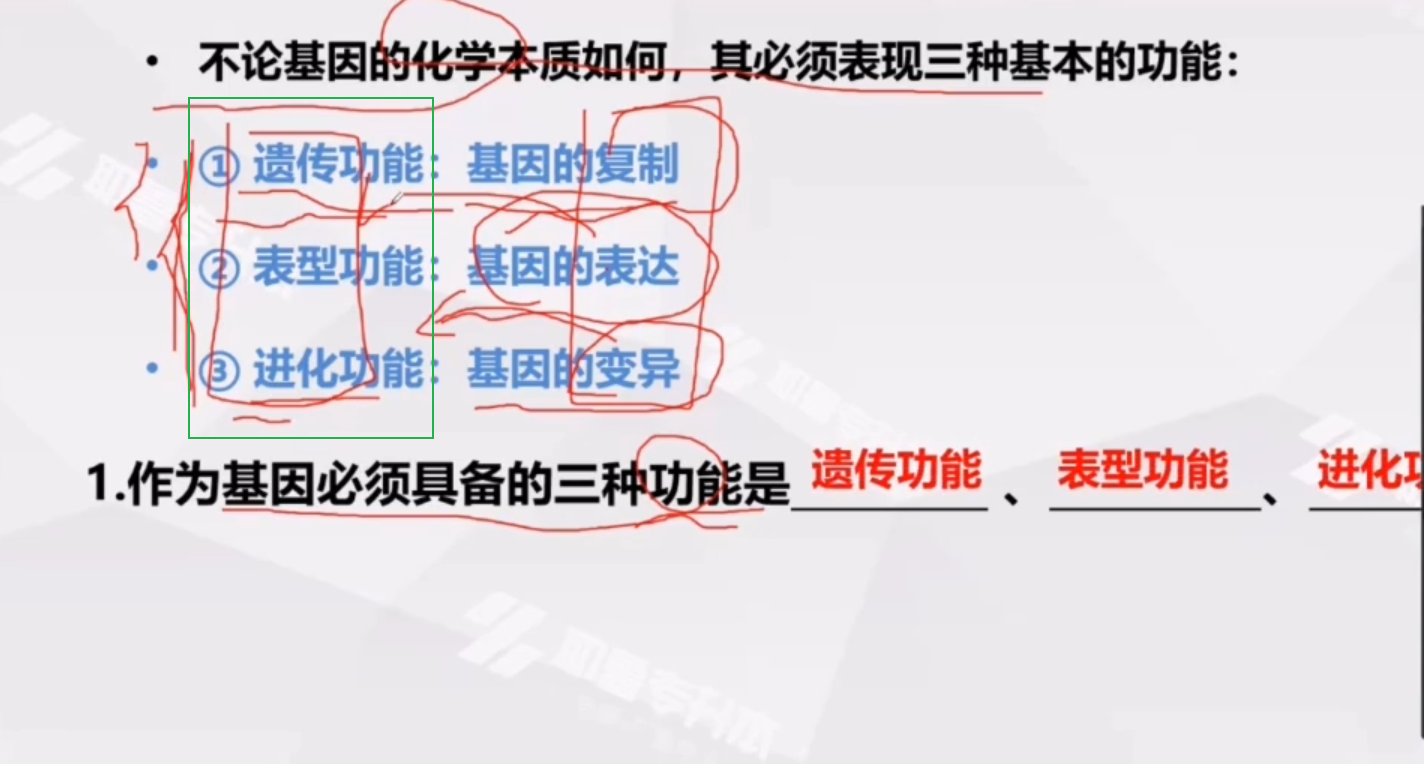 • 不论基因的化学本质如何，其必须表现三种基本的功能：
• ① 遗传功能：基因的复制
• ② 表型功能：基因的表达
• ③ 进化功能：基因的变异
1.作为基因必须具备的三种功能是 遗传功能 、 表型功能 、 进化